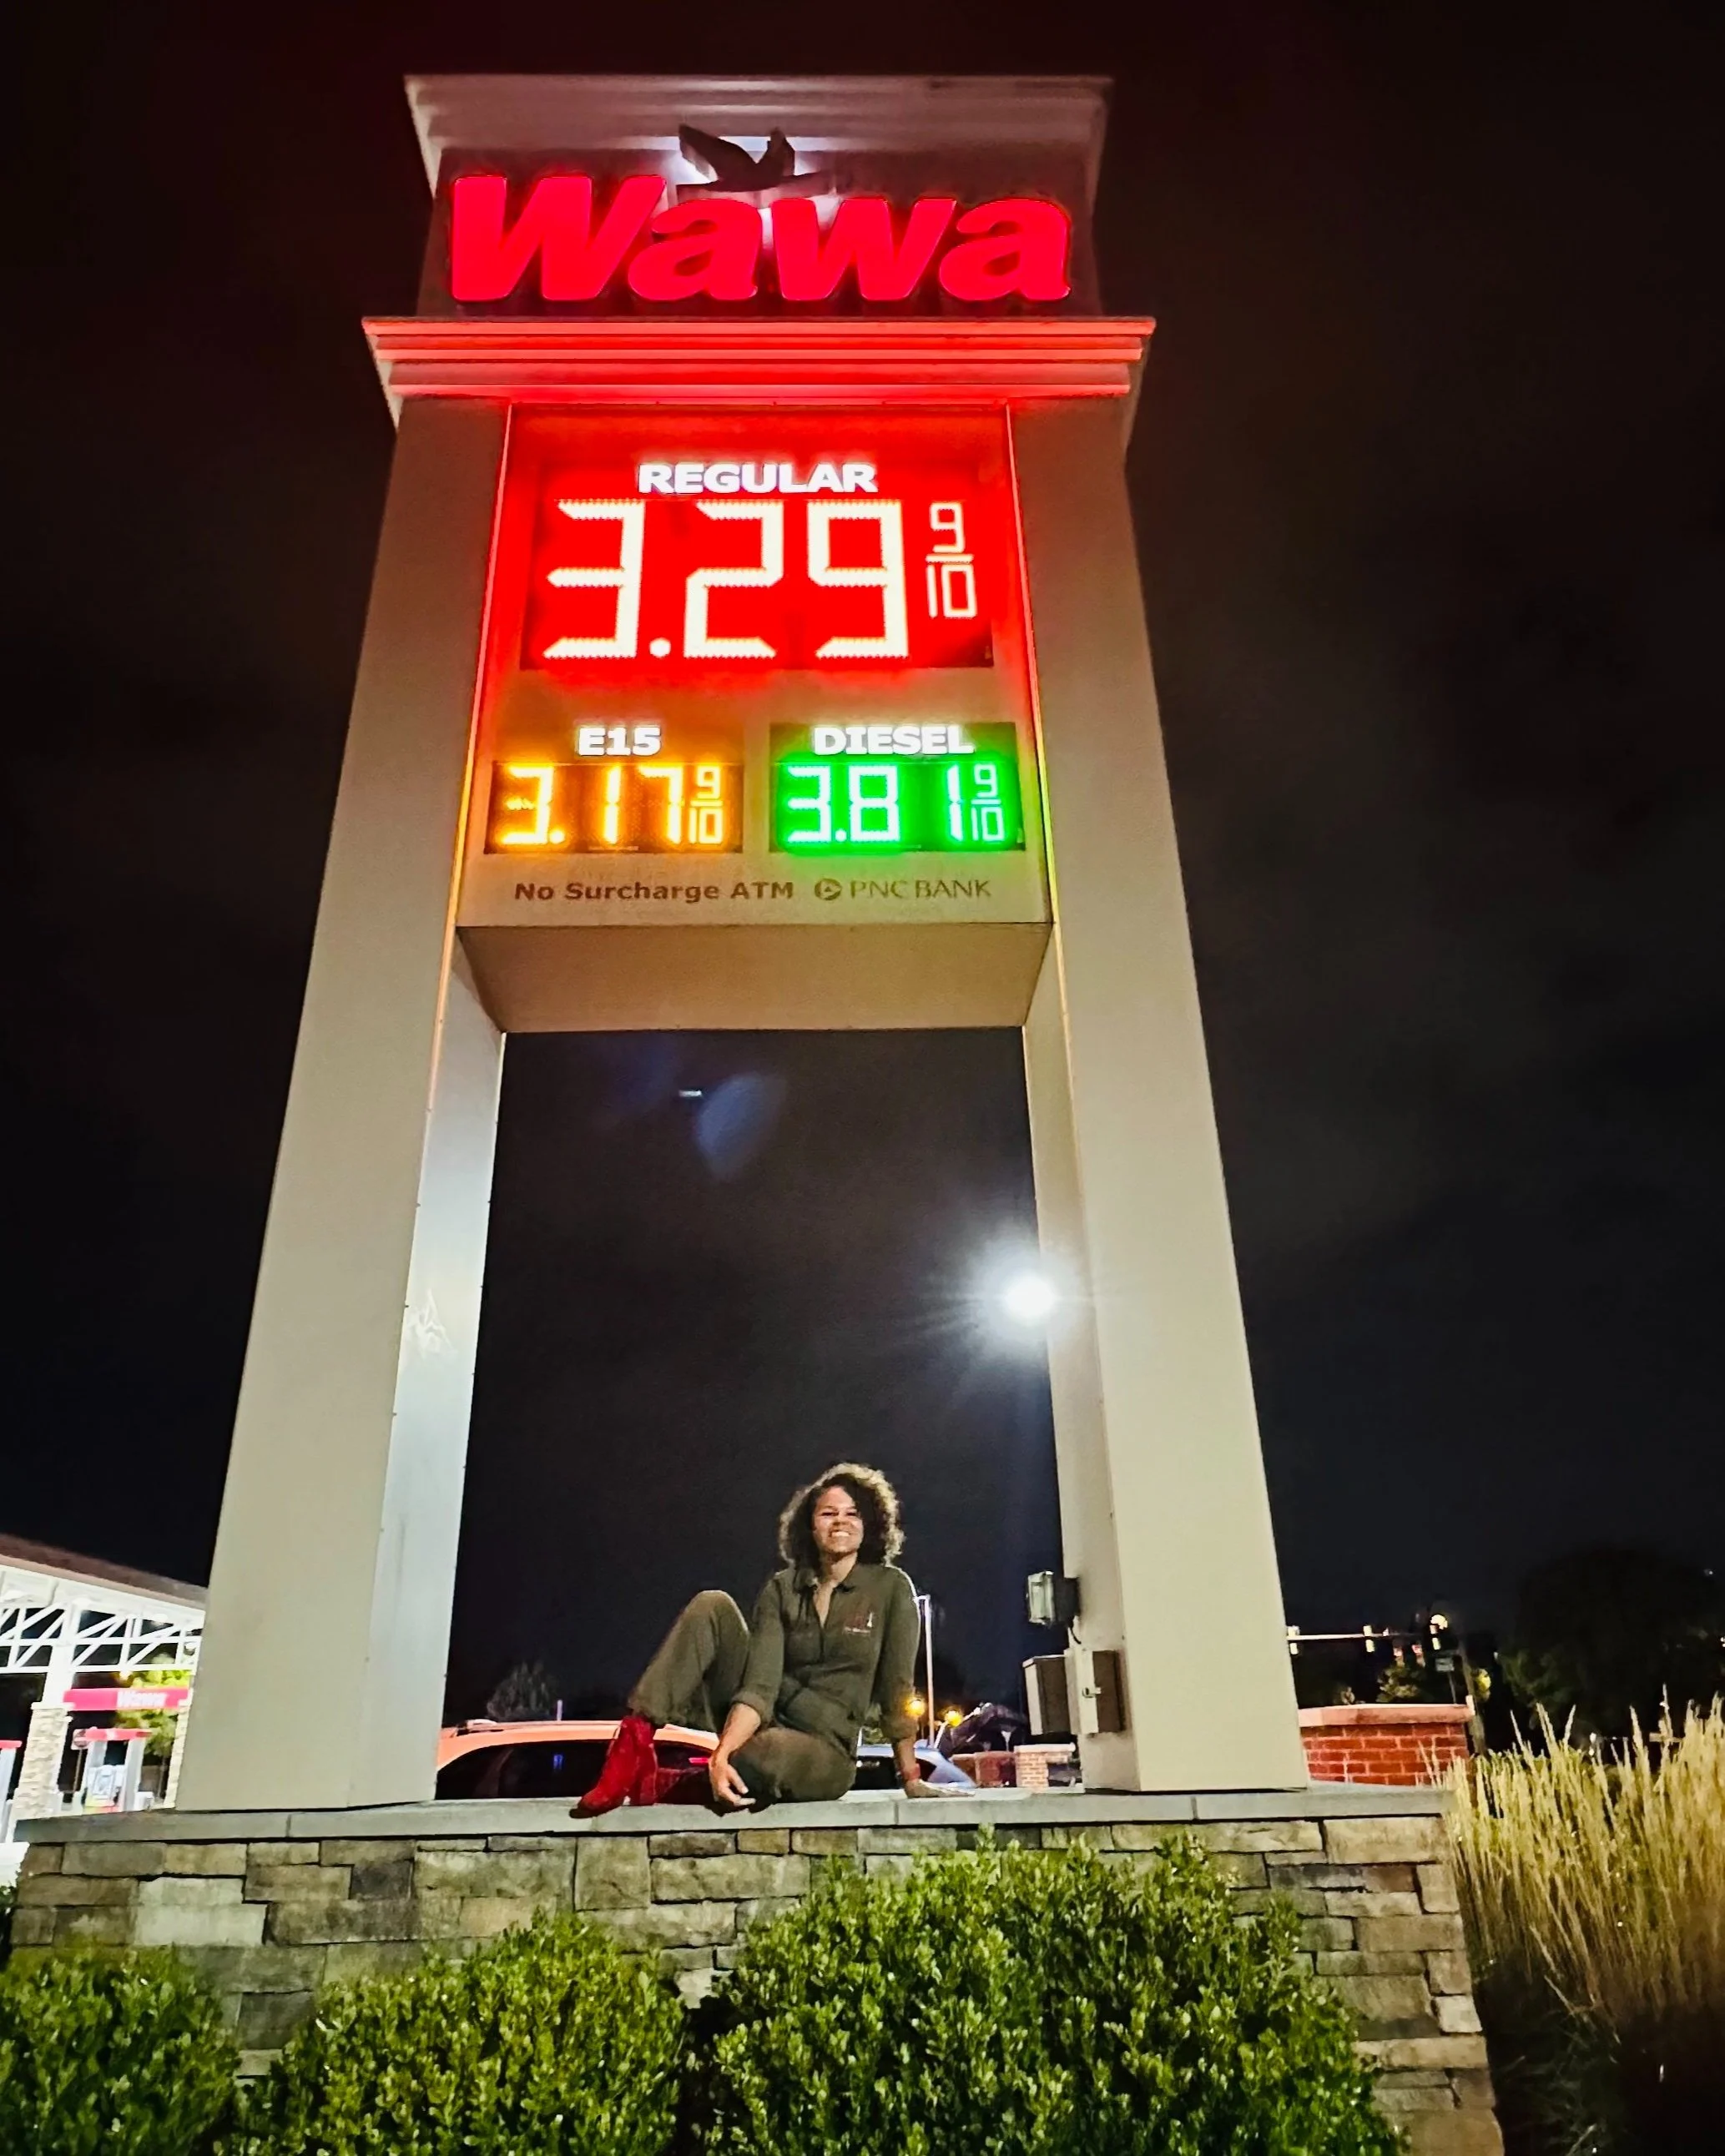 Wawa
REGULAR
3.29 9/10
E15 DIESEL
3.17 9/10 3.81 9/10
No Surcharge ATM PNC BANK
Wawa